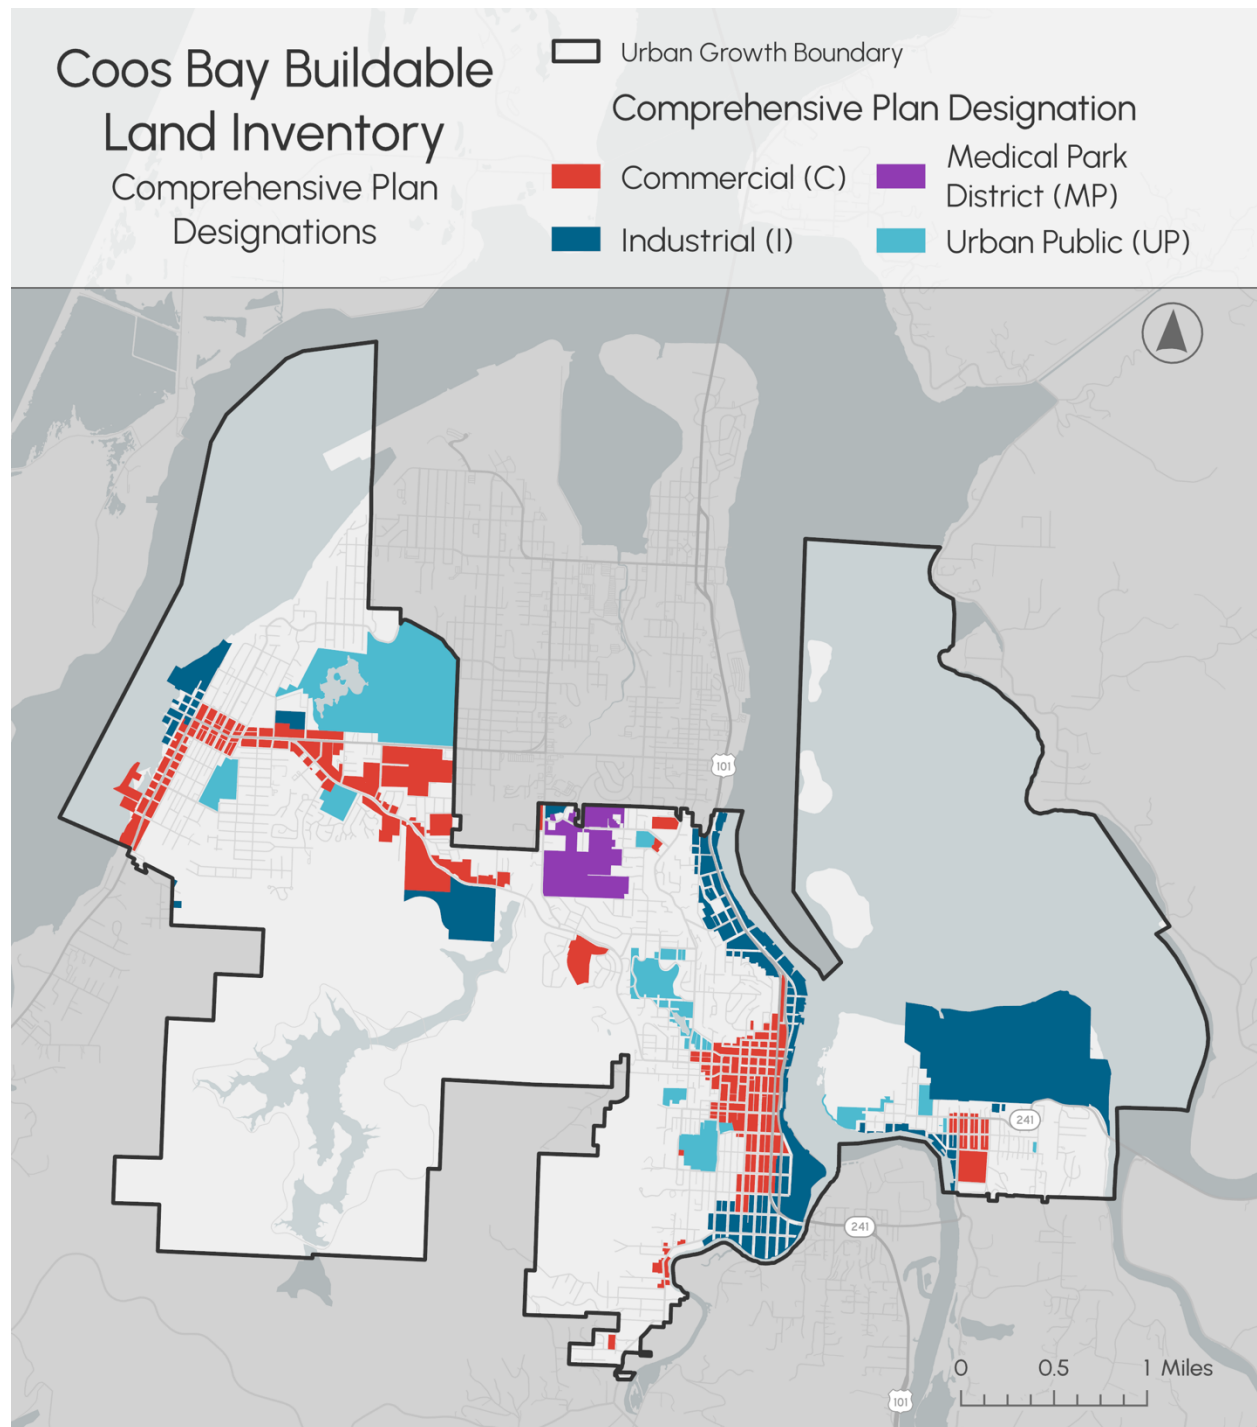 Coos Bay Buildable
Land Inventory
Comprehensive Plan
Designations
Urban Growth Boundary
Comprehensive Plan Designation
Commercial (C)
Industrial (I)
Medical Park
District (MP)
Urban Public (UP)
101
241
241
101
0 0.5 1 Miles